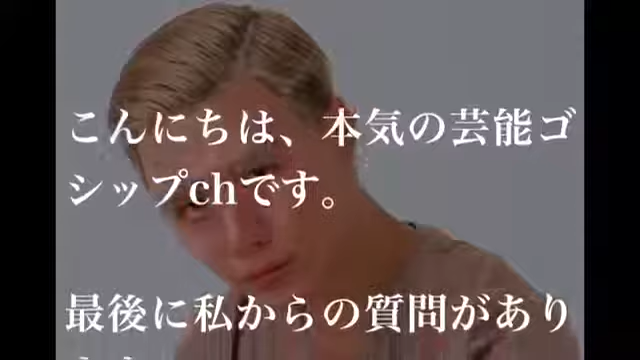 こんにちは、本気の芸能ゴ
シップchです。
最後に私からの質問があり